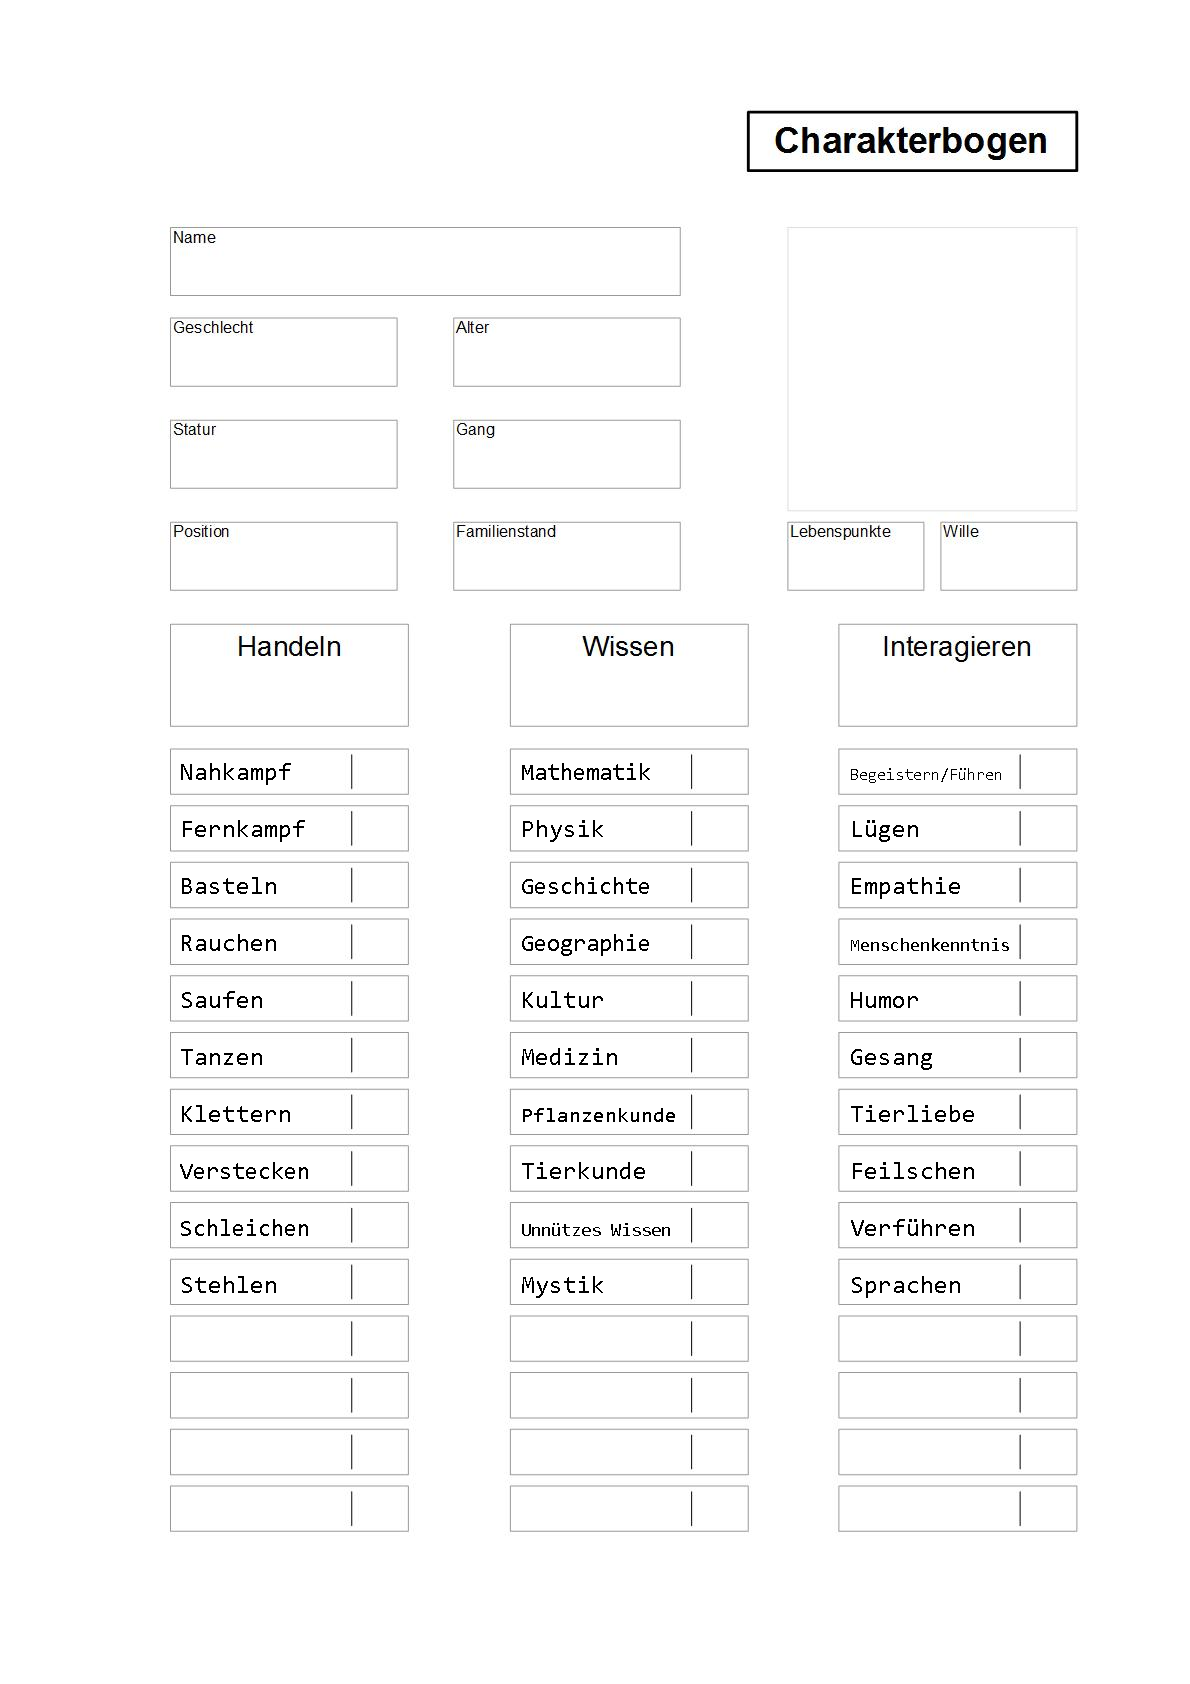 Charakterbogen
Name
Geschlecht Alter
Statur Gang
Position Familienstand Lebenspunkte Wille
Handeln Wissen Interagieren
Nahkampf Mathematik Begeistern/Führen
Fernkampf Physik Lügen
Basteln Geschichte Empathie
Rauchen Geographie Menschenkenntnis
Saufen Kultur Humor
Tanzen Medizin Gesang
Klettern Pflanzenkunde Tierliebe
Verstecken Tierkunde Feilschen
Schleichen Unnützes Wissen Verführen
Stehlen Mystik Sprachen